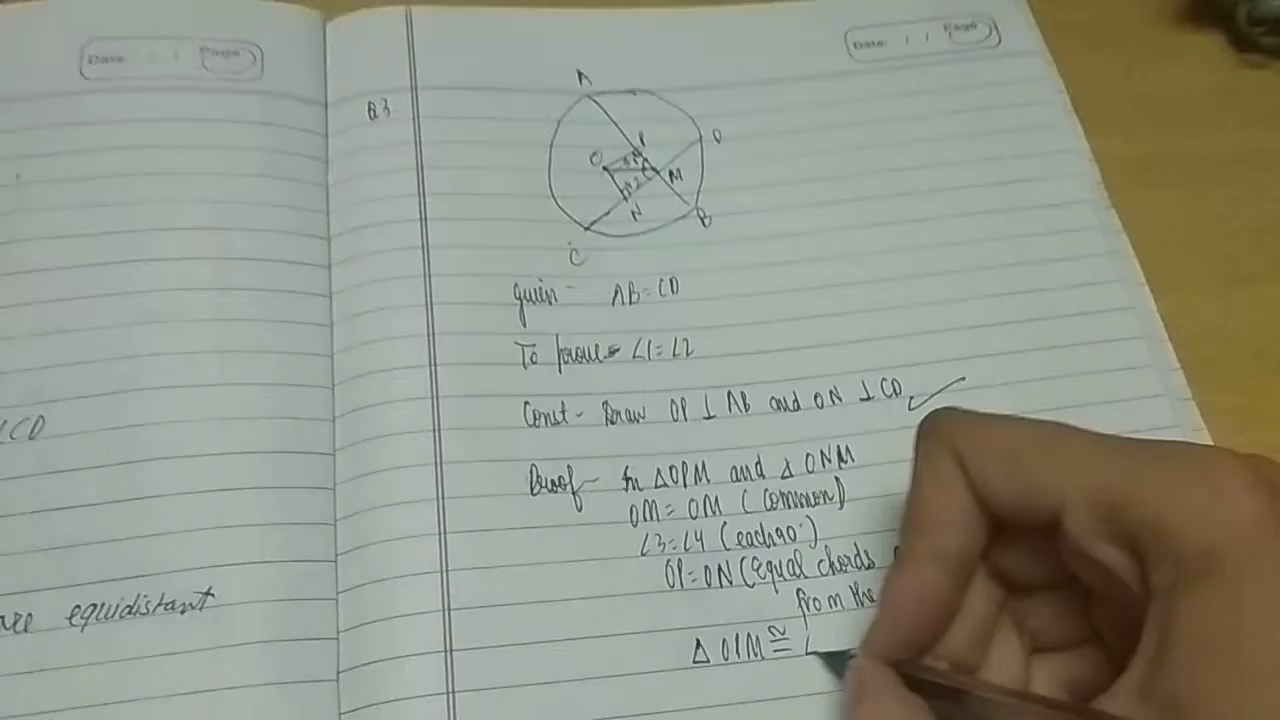 Date / / Page
Date / / Page
Q3
A
P
D
O
M
N
B
C
given - AB = CD
To prove - ∠1 = ∠2
Const - Draw OP ⊥ AB and ON ⊥ CD
∠CD
Proof - In △OPM and △ONM
OM = OM (common)
∠3 = ∠4 (each 90°)
OP = ON (Equal chords
from the
are equidistant
△OPM ≅